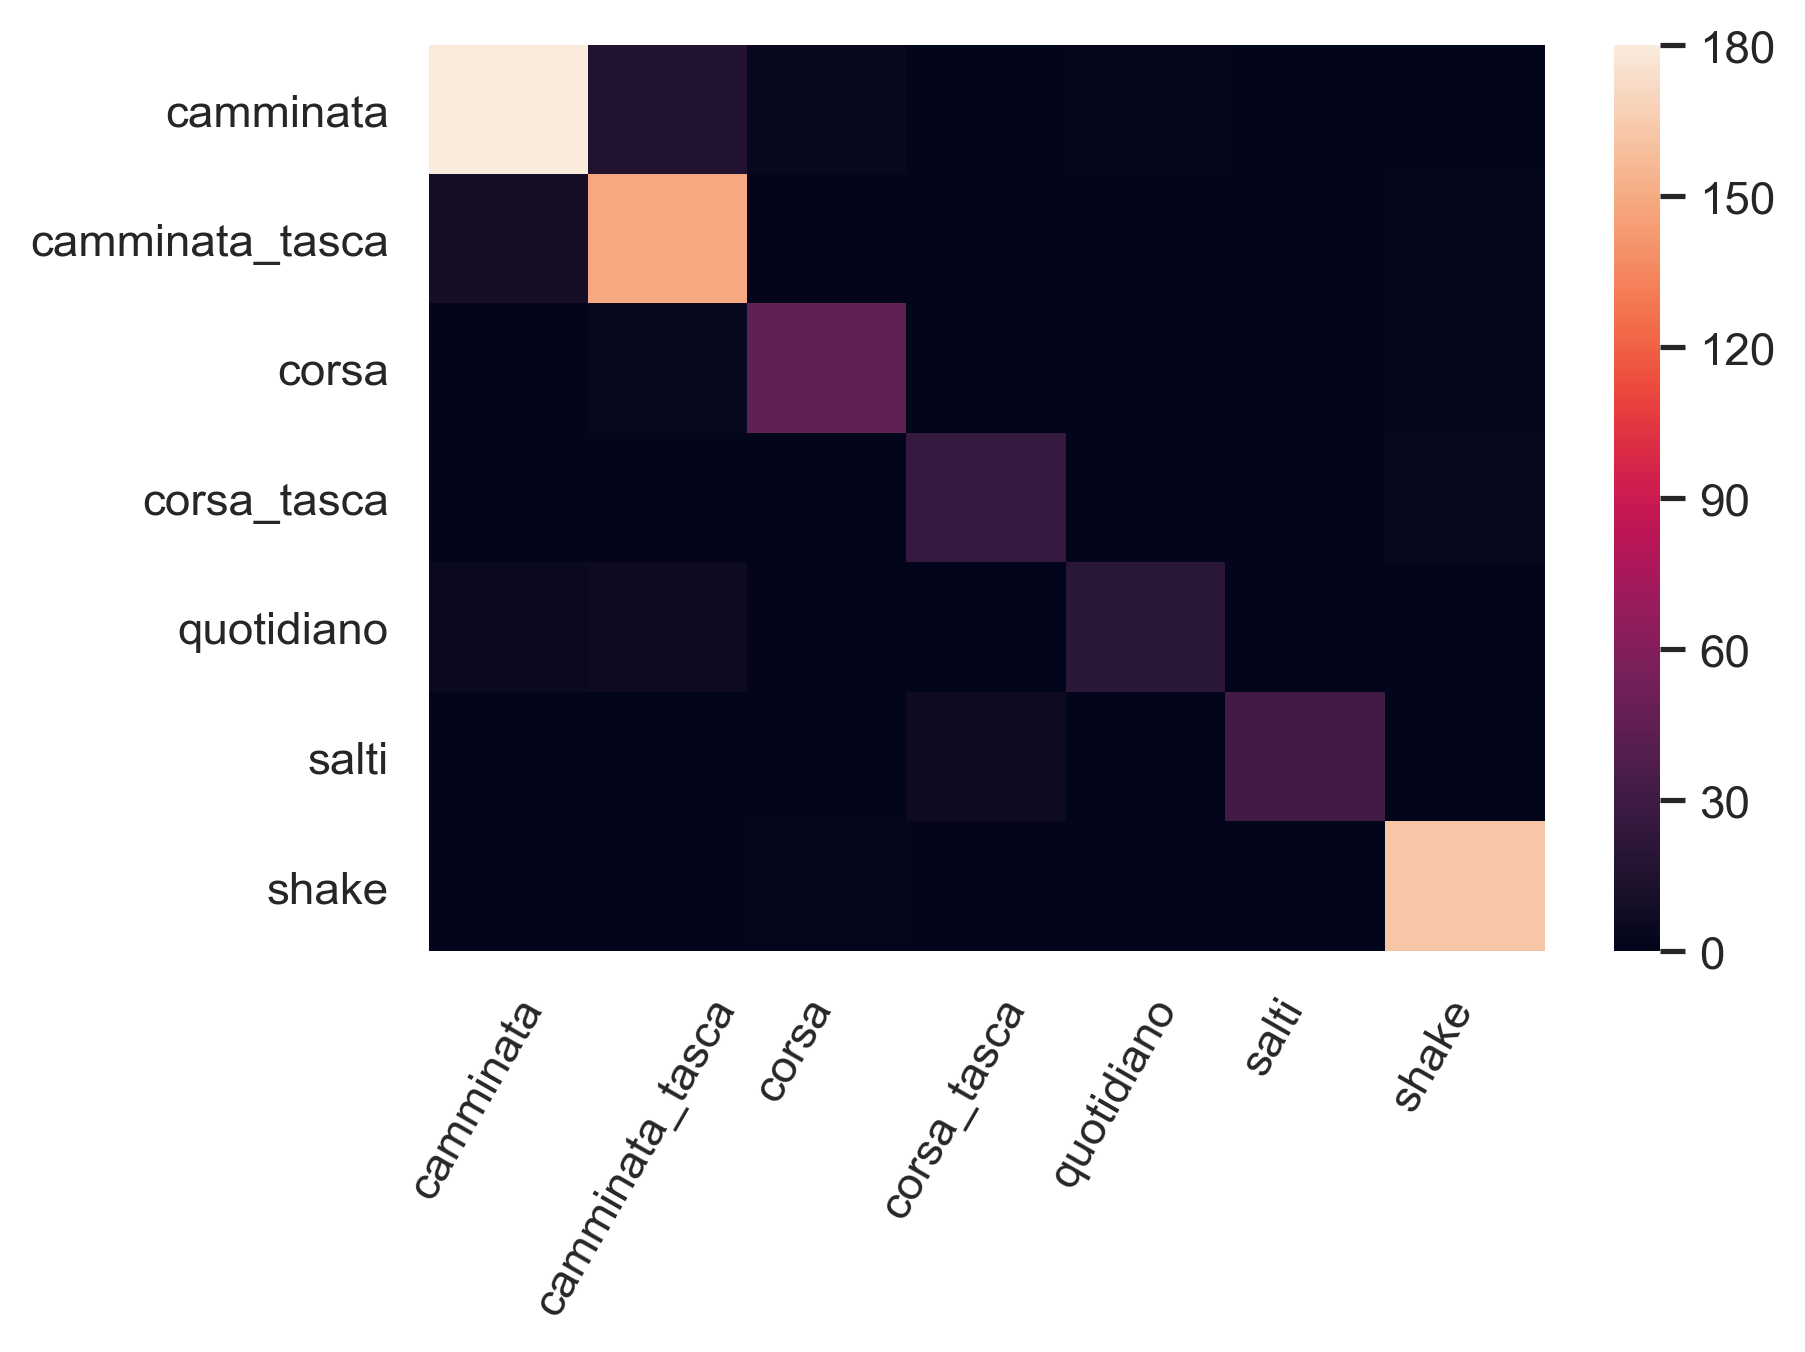 camminata
camminata_tasca
corsa
corsa_tasca
quotidiano
salti
shake
camminata
camminata_tasca
corsa
corsa_tasca
quotidiano
salti
shake
180
150
120
90
60
30
0